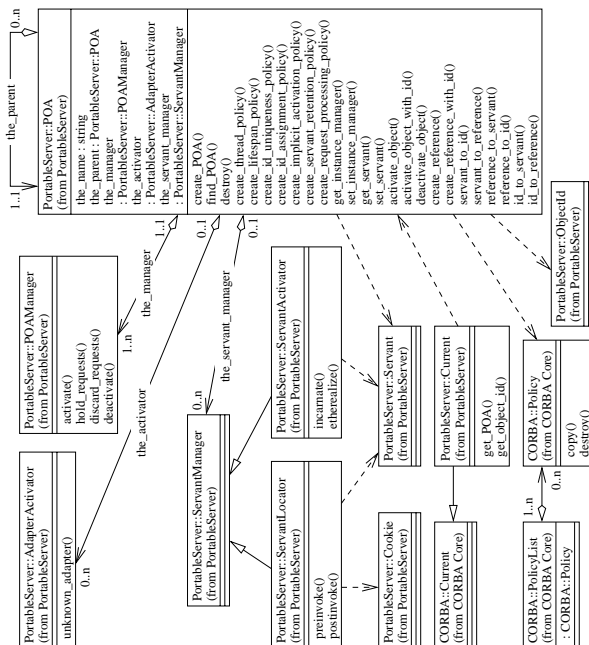 0..n
the_parent
1..1
PortableServer::POA
(from PortableServer)
the_name : string
the_parent : PortableServer::POA
the_manager
: PortableServer::POAManager
the_activator
: PortableServer::AdapterActivator
the_servant_manager
: PortableServer::ServantManager
create_POA()
find_POA()
destroy()
create_thread_policy()
create_lifespan_policy()
create_id_uniqueness_policy()
create_id_assignment_policy()
create_implicit_activation_policy()
create_servant_retention_policy()
create_request_processing_policy()
get_instance_manager()
set_instance_manager()
get_servant()
set_servant()
activate_object()
activate_object_with_id()
deactivate_object()
create_reference()
create_reference_with_id()
servant_to_id()
servant_to_reference()
reference_to_servant()
reference_to_id()
id_to_servant()
id_to_reference()
1..1
0..1
0..1
the_manager
1..n
the_activator
0..n
the_servant_manager
0..n
PortableServer::POAManager
(from PortableServer)
activate()
hold_requests()
discard_requests()
deactivate()
PortableServer::ServantActivator
(from PortableServer)
incarnate()
etherealize()
PortableServer::Servant
(from PortableServer)
PortableServer::Current
(from PortableServer)
get_POA()
get_object_id()
CORBA::Policy
(from CORBA Core)
copy()
destroy()
PortableServer::ObjectId
(from PortableServer)
PortableServer::AdapterActivator
(from PortableServer)
unknown_adapter()
PortableServer::ServantManager
(from PortableServer)
PortableServer::ServantLocator
(from PortableServer)
preinvoke()
postinvoke()
PortableServer::Cookie
(from PortableServer)
CORBA::Current
(from CORBA Core)
CORBA::PolicyList
(from CORBA Core)
: CORBA::Policy
1..n
0..n